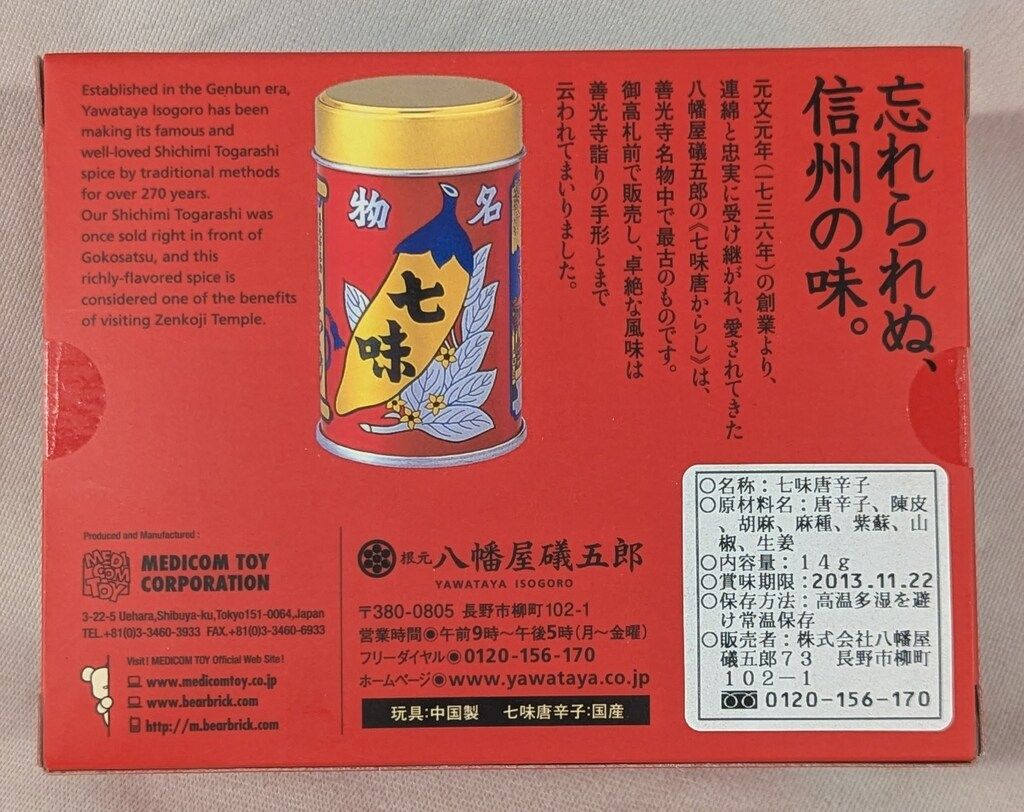 Established in the Genbun era,
Yawataya Isogoro has been
making its famous and
well-loved Shichimi Togarashi
spice by traditional methods
for over 270 years.
Our Shichimi Togarashi was
once sold right in front of
Gokosatsu, and this
richly-flavored spice is
considered one of the benefits
of visiting Zenkoji Temple.
名物
七味
忘れられぬ、
信州の味。
元文元年(一七三六年)の創業より、
連綿と忠実に受け継がれ、愛されてきた
八幡屋礒五郎の《七味唐からし》は、
善光寺名物中で最古のものです。
御高札前で販売し、卓絶な風味は
善光寺詣りの手形とまで
云われてまいりました。
Produced and Manufactured :
MEDICOM TOY
MEDICOM TOY
CORPORATION
3-22-5 Uehara,Shibuya-ku,Tokyo151-0064,Japan
TEL.+81(0)3-3460-3933 FAX.+81(0)3-3460-6933
Visit! MEDICOM TOY Official Web Site!
www.medicomtoy.co.jp
www.bearbrick.com
http://m.bearbrick.com
根元 八幡屋礒五郎
YAWATAYA ISOGORO
〒380-0805 長野市柳町102-1
営業時間◉午前9時〜午後5時(月〜金曜)
フリーダイヤル◉0120-156-170
ホームページ◉www.yawataya.co.jp
玩具:中国製 七味唐辛子:国産
○名称：七味唐辛子
○原材料名：唐辛子、陳皮
、胡麻、麻種、紫蘇、山
椒、生姜
○内容量：１４ｇ
○賞味期限：2013.11.22
○保存方法：高温多湿を避
け常温保存
○販売者：株式会社八幡屋
礒五郎７３ 長野市柳町
１０２－１
0120-156-170